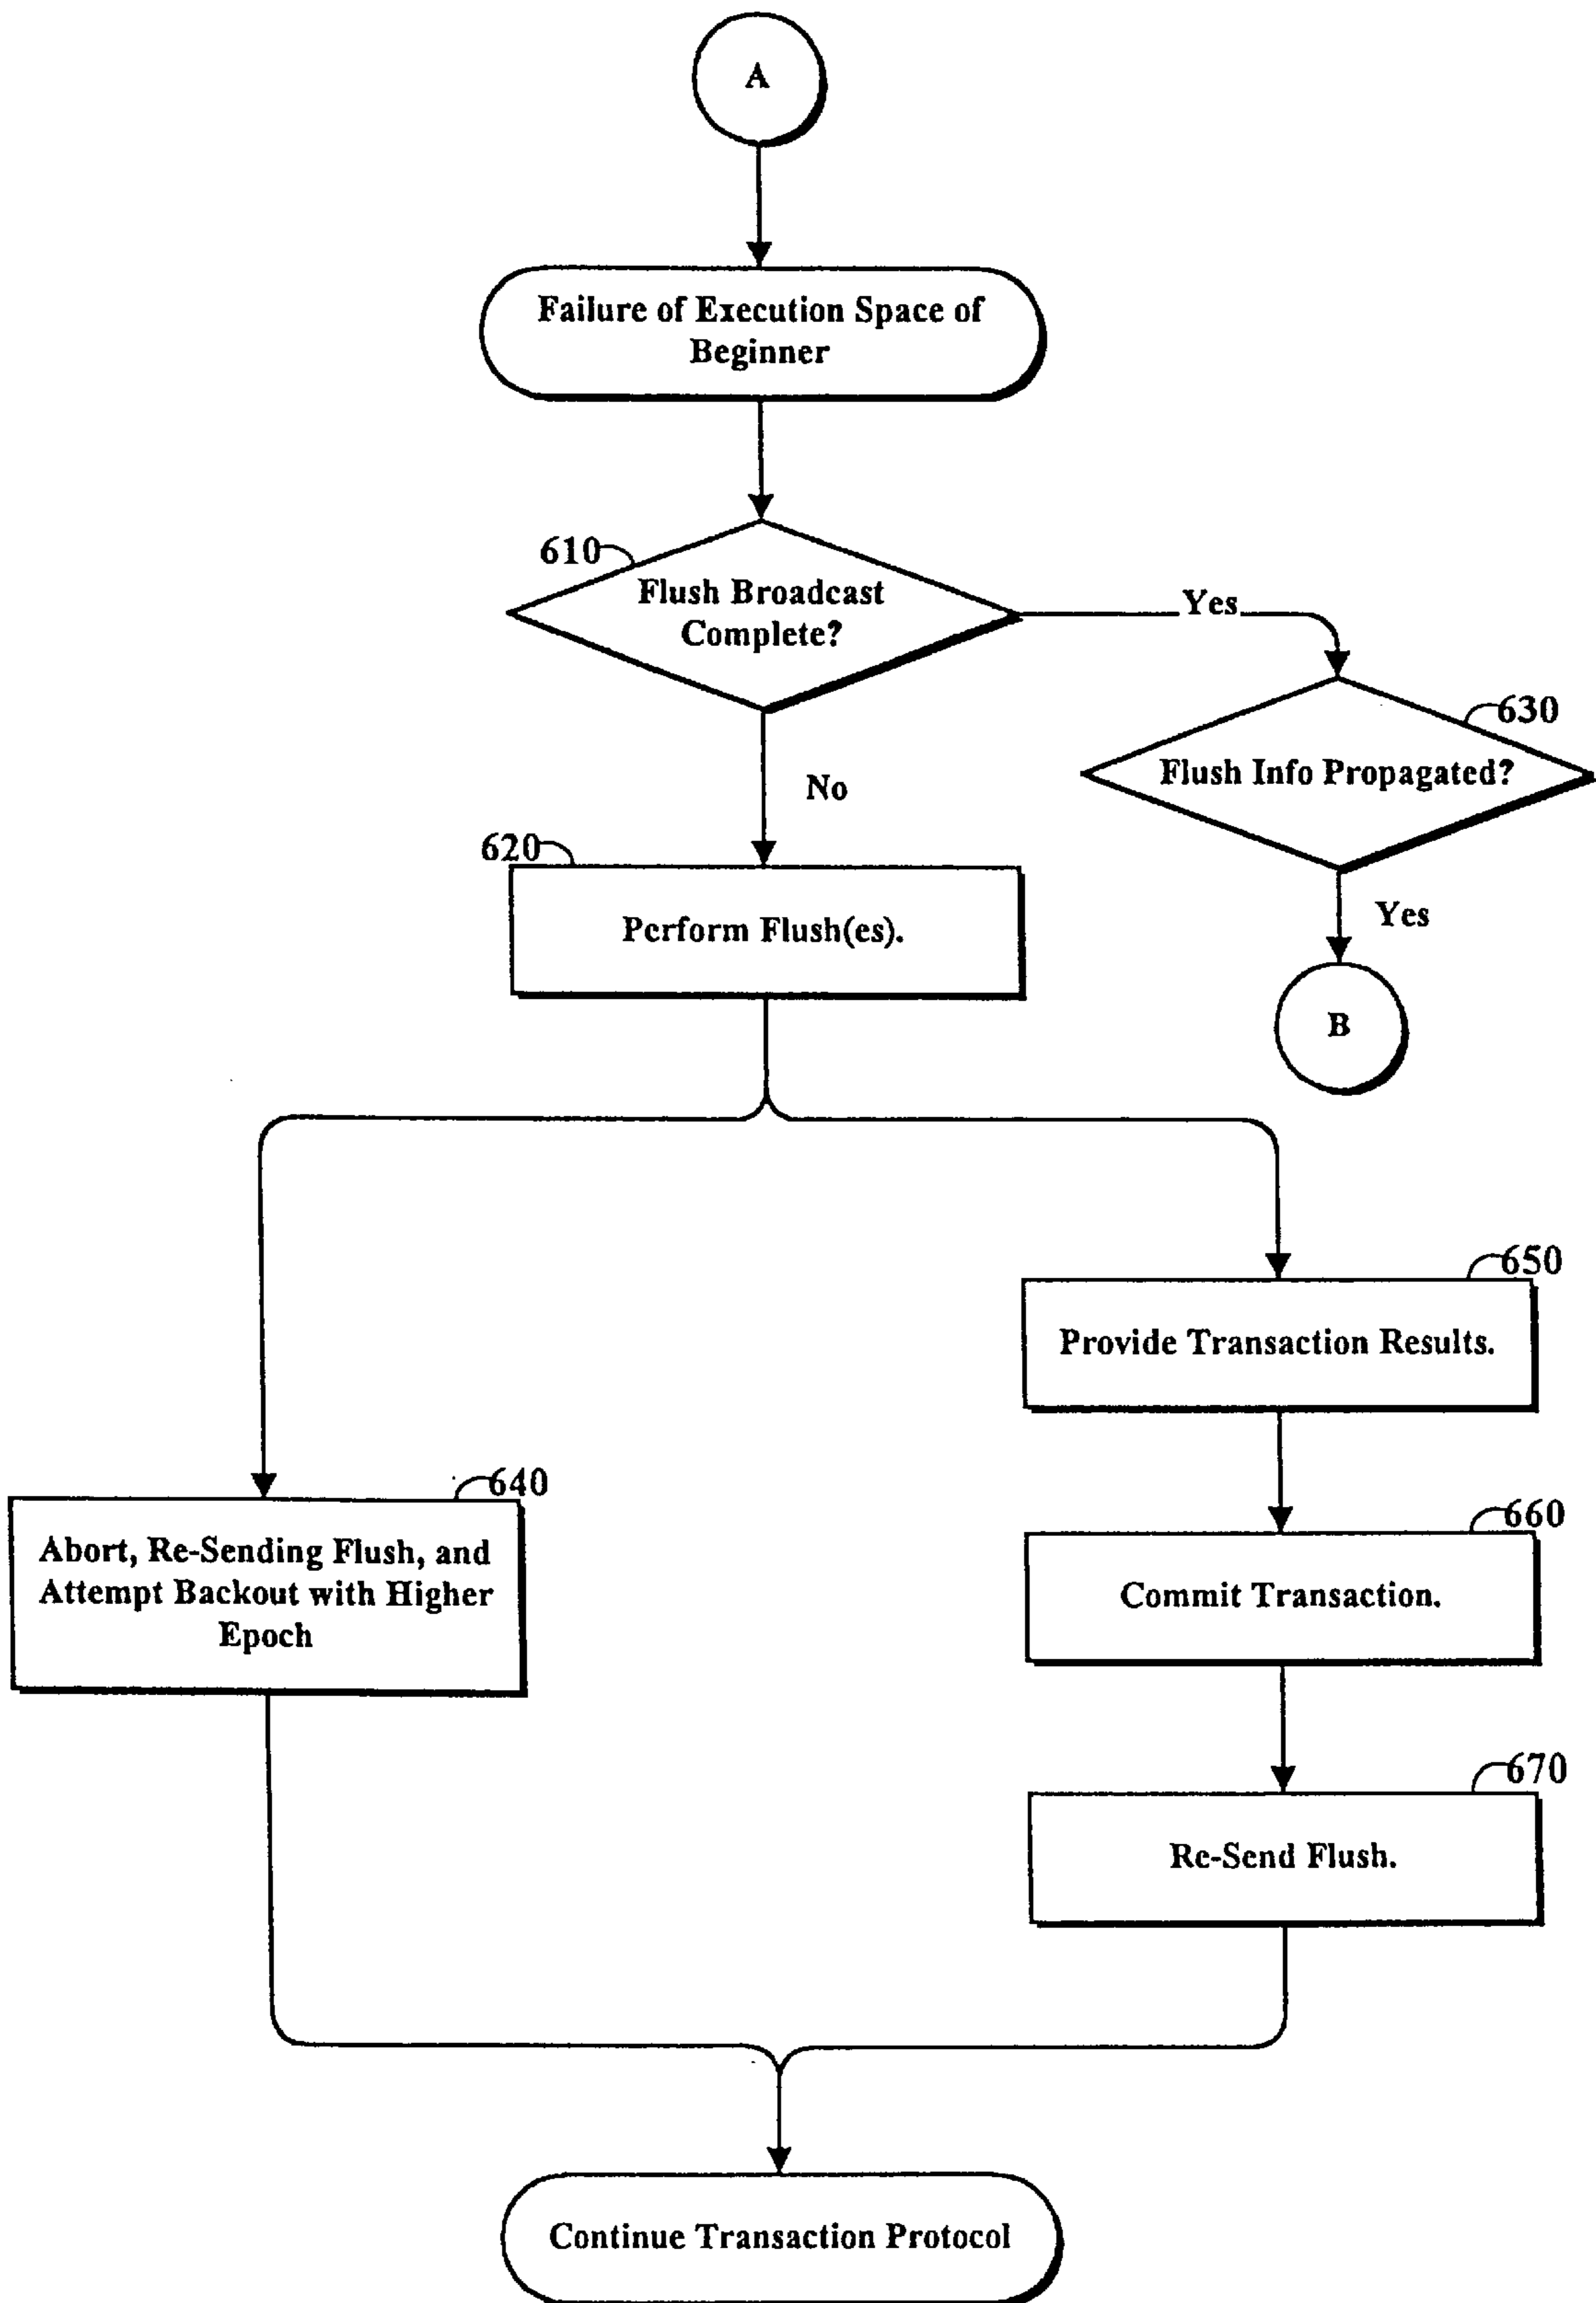 A
Failure of Execution Space of
Beginner
610
Flush Broadcast
Complete?
Yes
630
Flush Info Propagated?
No
Yes
620
Perform Flush(es).
B
650
Provide Transaction Results.
640
Abort, Re-Sending Flush, and
Attempt Backout with Higher
Epoch
660
Commit Transaction.
670
Re-Send Flush.
Continue Transaction Protocol